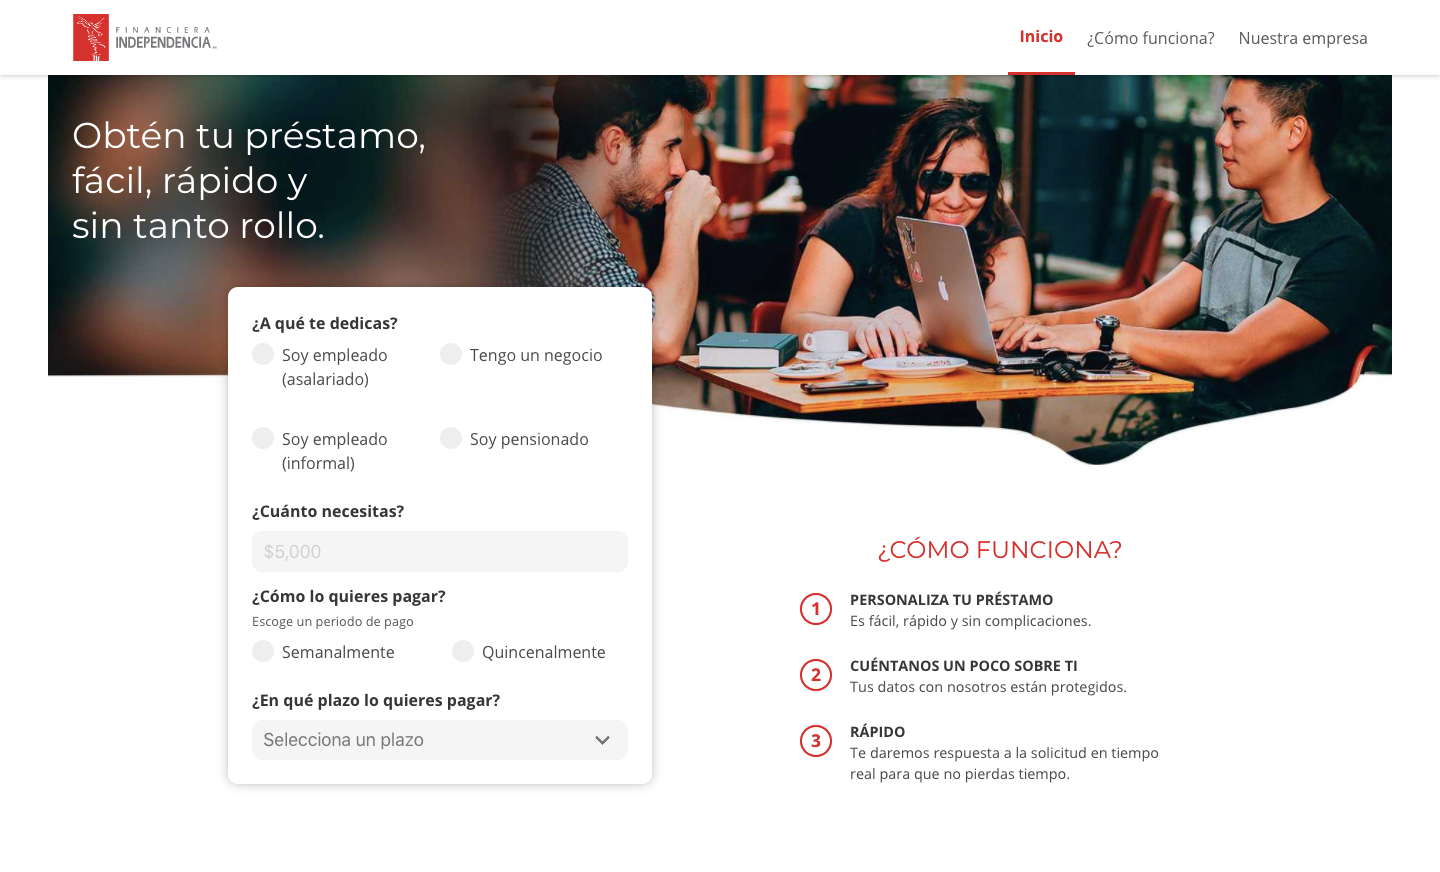 FINANCIERA
INDEPENDENCIA
Inicio
¿Cómo funciona?
Nuestra empresa
Obtén tu préstamo,
fácil, rápido y
sin tanto rollo.
¿A qué te dedicas?
Soy empleado
(asalariado)
Tengo un negocio
Soy empleado
(informal)
Soy pensionado
¿Cuánto necesitas?
$5,000
¿Cómo lo quieres pagar?
Escoge un periodo de pago
Semanalmente
Quincenalmente
¿En qué plazo lo quieres pagar?
Selecciona un plazo
¿CÓMO FUNCIONA?
1
PERSONALIZA TU PRÉSTAMO
Es fácil, rápido y sin complicaciones.
2
CUÉNTANOS UN POCO SOBRE TI
Tus datos con nosotros están protegidos.
3
RÁPIDO
Te daremos respuesta a la solicitud en tiempo
real para que no pierdas tiempo.